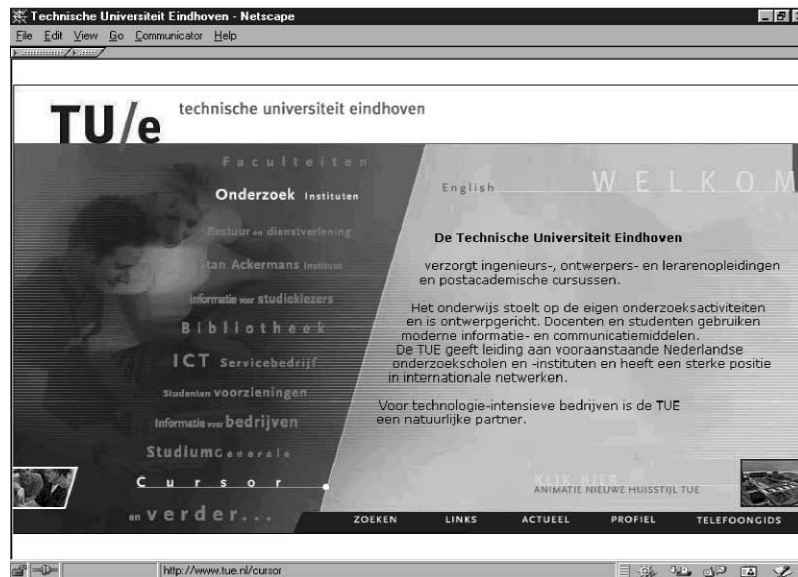 Technische Universiteit Eindhoven - Netscape
File Edit View Go Communicator Help
TU/e technische universiteit eindhoven
Faculteiten
Onderzoek Instituten
Bestuur en dienstverlening
Stan Ackermans Instituut
Informatie voor studiekiezers
Bibliotheek
ICT Servicebedrijf
Studenten voorzieningen
Informatie voor bedrijven
Studium Generale
Cursor
en verder...
English
WELKOM
De Technische Universiteit Eindhoven
verzorgt ingenieurs-, ontwerpers- en lerarenopleidingen
en postacademische cursussen.
Het onderwijs stoelt op de eigen onderzoeksactiviteiten
en is ontwerpgericht. Docenten en studenten gebruiken
moderne informatie- en communicatiemiddelen.
De TUE geeft leiding aan vooraanstaande Nederlandse
onderzoekscholen en -instituten en heeft een sterke positie
in internationale netwerken.
Voor technologie-intensieve bedrijven is de TUE
een natuurlijke partner.
KLIK HIER
ANIMATIE NIEUWE HUISSTIJL TUE
ZOEKEN LINKS ACTUEEL PROFIEL TELEFOONGIDS
http://www.tue.nl/cursor